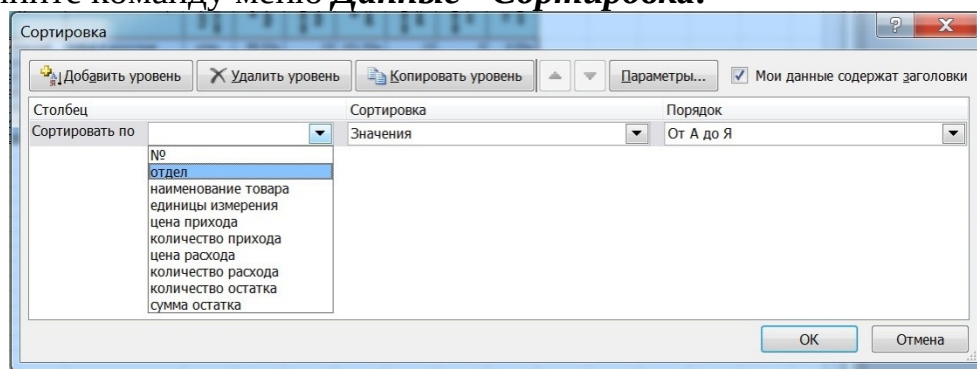 ните команду меню Данные - Сортировка.
Сортировка
Добавить уровень Удалить уровень Копировать уровень Параметры... Мои данные содержат заголовки
Столбец Сортировка Порядок
Сортировать по Значения От А до Я
№
отдел
наименование товара
единицы измерения
цена прихода
количество прихода
цена расхода
количество расхода
количество остатка
сумма остатка
ОК Отмена